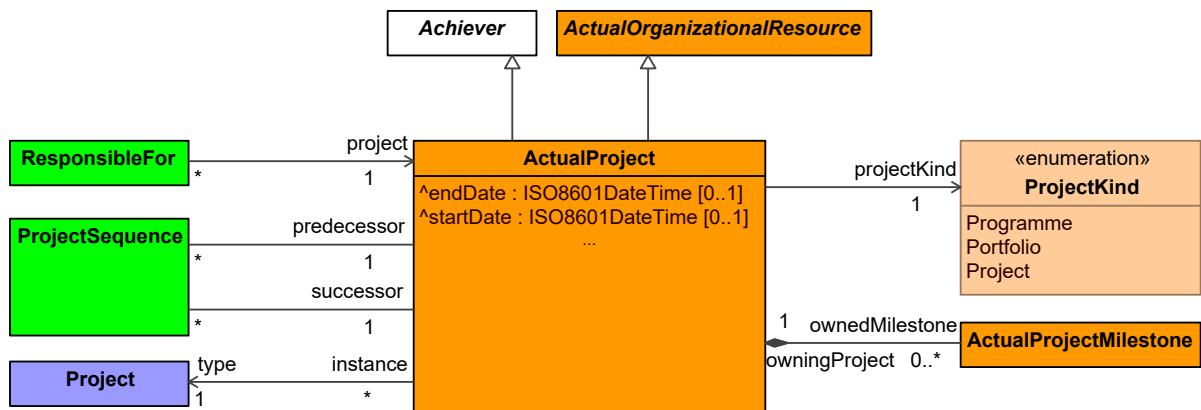 Achiever
ActualOrganizationalResource
ResponsibleFor
project
*
1
ActualProject
^endDate : ISO8601DateTime [0..1]
^startDate : ISO8601DateTime [0..1]
...
projectKind
1
«enumeration»
ProjectKind
Programme
Portfolio
Project
ProjectSequence
predecessor
*
1
successor
*
1
1
ownedMilestone
owningProject
0..*
ActualProjectMilestone
Project
type
instance
1
*